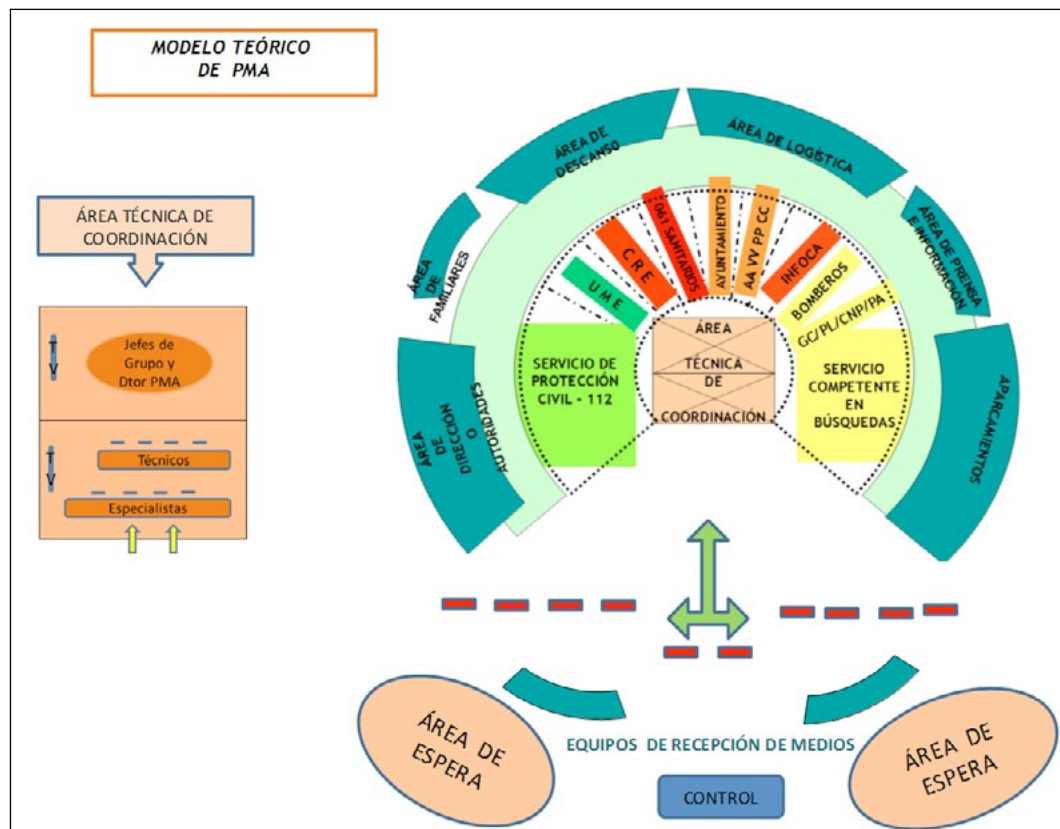 MODELO TEÓRICO
DE PMA
ÁREA TÉCNICA DE
COORDINACIÓN
T
V
Jefes de
Grupo y
Dtor PMA
T
V
Técnicos
Especialistas
ÁREA
DE
DIRECCION
O
AUTORIDADES
ÁREA
DE
FAMILIARES
ÁREA DE
DESCANSO
ÁREA DE LOGÍSTICA
ÁREA DE PRENSA
E INFORMACIÓN
APARCAMIENTOS
SERVICIO DE
PROTECCIÓN
CIVIL - 112
U M E
C R E
061 SANITARIOS
AYUNTAMIENTO
AA VV PP CC
INFOCA
BOMBEROS
GC/PL/CNP/PA
SERVICIO
COMPETENTE
EN
BÚSQUEDAS
ÁREA
TÉCNICA
DE
COORDINACIÓN
ÁREA DE
ESPERA
EQUIPOS DE RECEPCIÓN DE MEDIOS
ÁREA DE
ESPERA
CONTROL